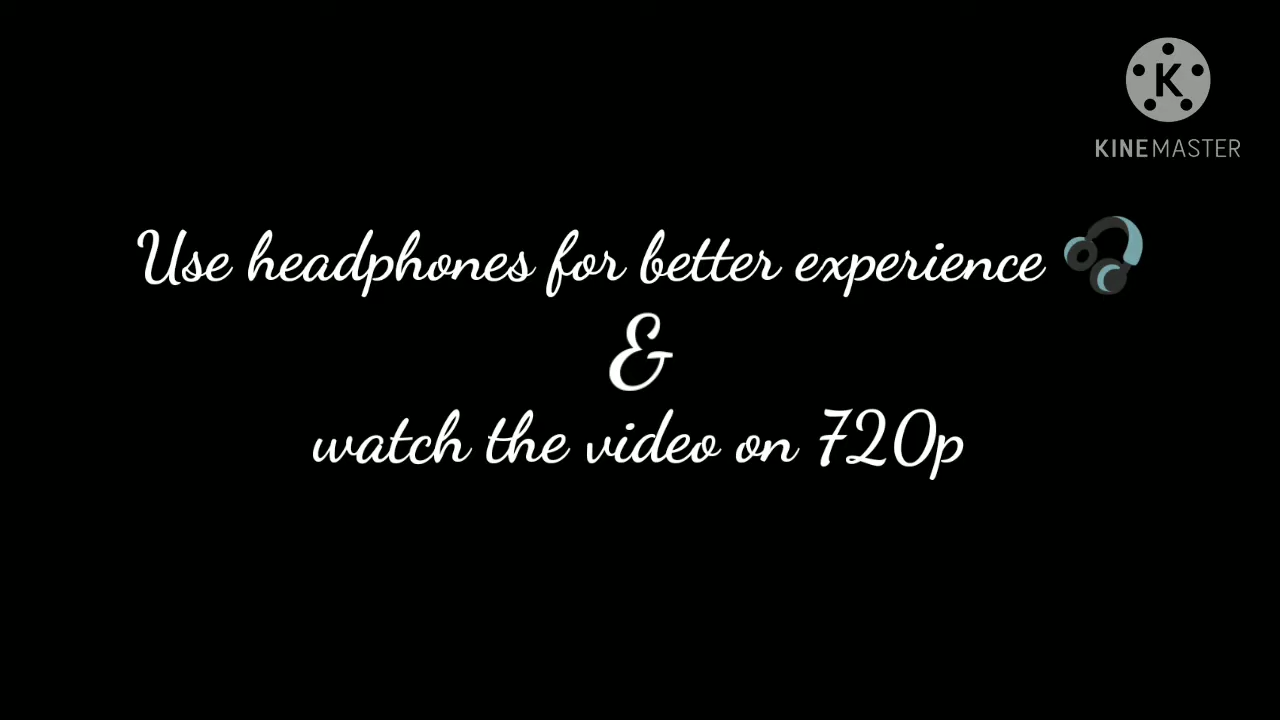 K
KINEMASTER
Use headphones for better experience 🎧
&
watch the video on 720p